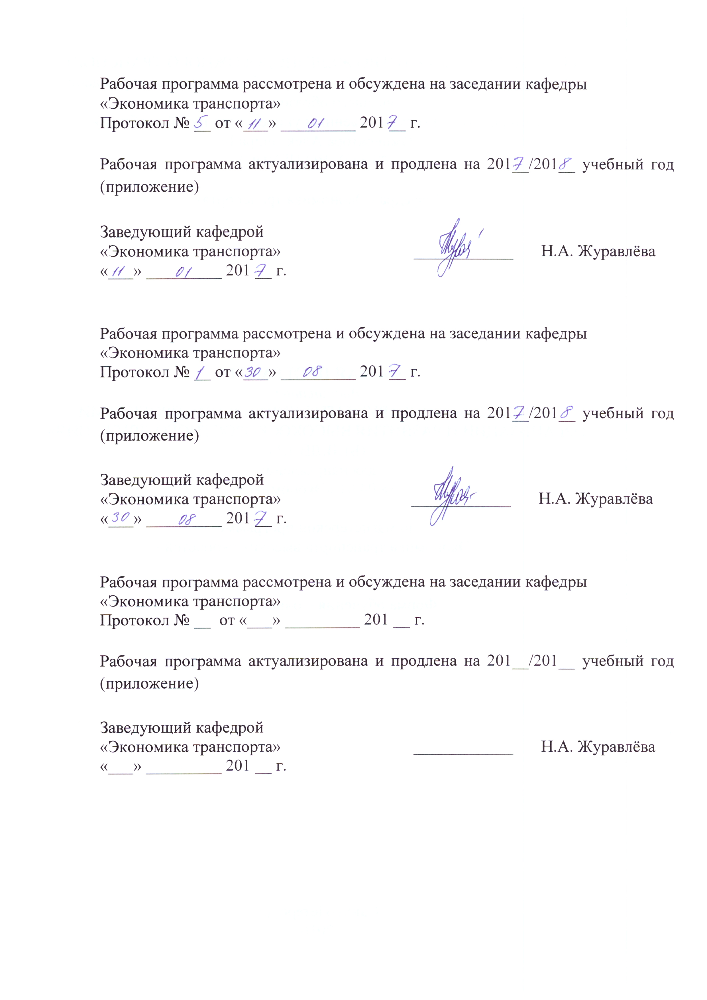 Рабочая программа рассмотрена и обсуждена на заседании кафедры
«Экономика транспорта»
Протокол № 5 от «11» 01 2017 г.
Рабочая программа актуализирована и продлена на 2017/2018 учебный год
(приложение)
Заведующий кафедрой
«Экономика транспорта» Н.А. Журавлёва
«11» 01 2017 г.
Рабочая программа рассмотрена и обсуждена на заседании кафедры
«Экономика транспорта»
Протокол № 1 от «30» 08 2017 г.
Рабочая программа актуализирована и продлена на 2017/2018 учебный год
(приложение)
Заведующий кафедрой
«Экономика транспорта» Н.А. Журавлёва
«30» 08 2017 г.
Рабочая программа рассмотрена и обсуждена на заседании кафедры
«Экономика транспорта»
Протокол № __ от «___» _________ 201 __ г.
Рабочая программа актуализирована и продлена на 201__/201__ учебный год
(приложение)
Заведующий кафедрой
«Экономика транспорта» ____________ Н.А. Журавлёва
«___» _________ 201 __ г.